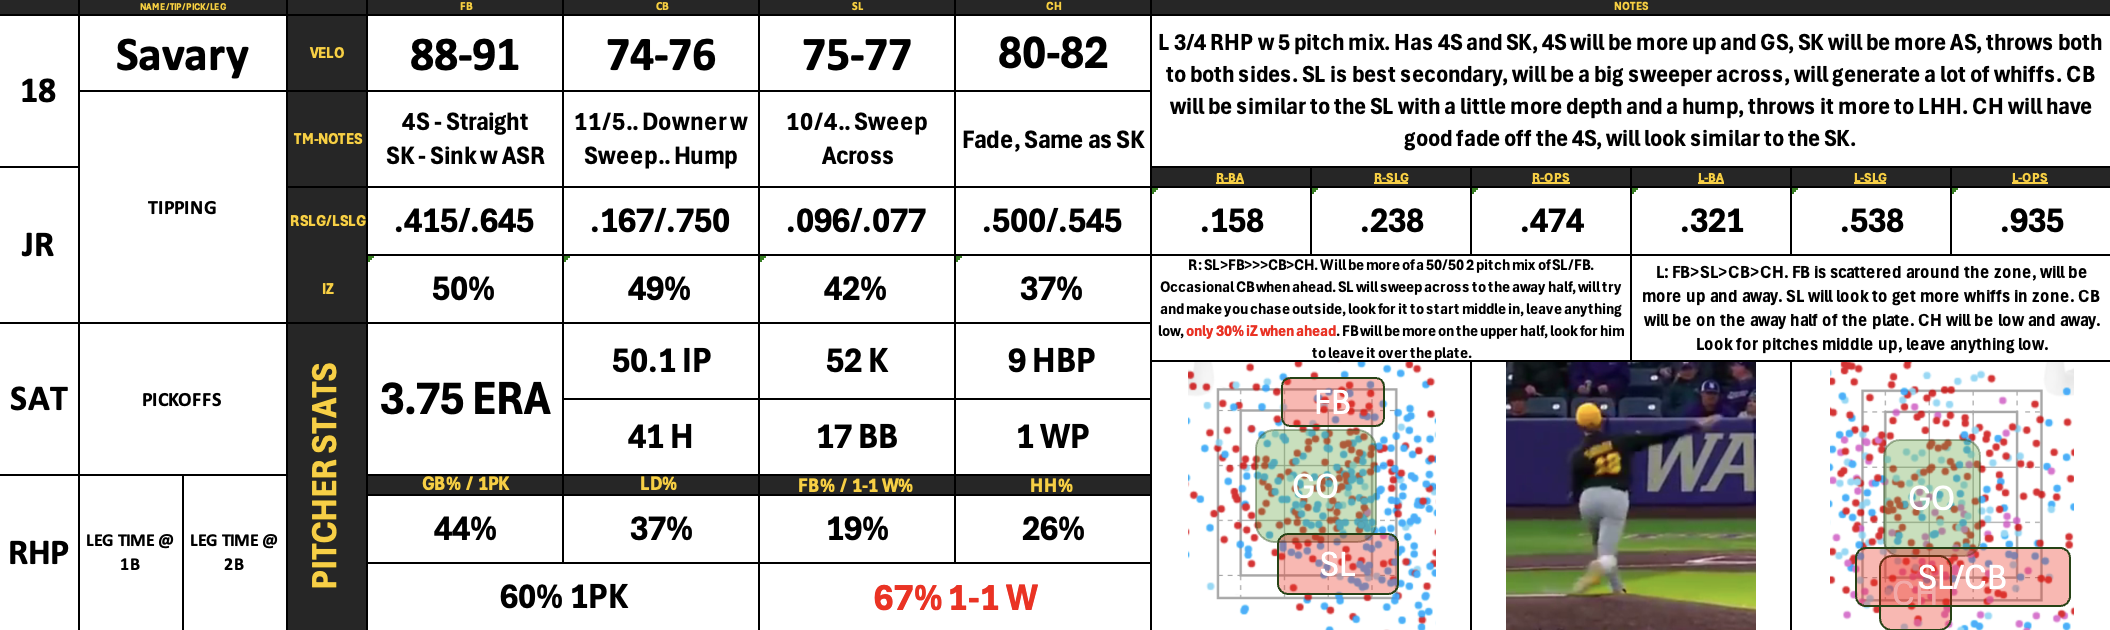 NAME/TIP/PICK/LEG FB CB SL CH NOTES
18
Savary
VELO
88-91
74-76
75-77
80-82
L 3/4 RHP w 5 pitch mix. Has 4S and SK, 4S will be more up and GS, SK will be more AS, throws both
to both sides. SL is best secondary, will be a big sweeper across, will generate a lot of whiffs. CB
will be similar to the SL with a little more depth and a hump, throws it more to LHH. CH will have
good fade off the 4S, will look similar to the SK.
TIPPING
TM-NOTES
4S - Straight
SK - Sink w ASR
11/5.. Downer w
Sweep.. Hump
10/4.. Sweep
Across
Fade, Same as SK
JR
R-BA R-SLG R-OPS L-BA L-SLG L-OPS
RSLG/LSLG
.415/.645
.167/.750
.096/.077
.500/.545
.158 .238 .474 .321 .538 .935
IZ
50%
49%
42%
37%
R: SL>FB>>>CB>CH. Will be more of a 50/50 2 pitch mix of SL/FB.
Occasional CB when ahead. SL will sweep across to the away half, will try
and make you chase outside, look for it to start middle in, leave anything
low, only 30% iZ when ahead. FB will be more on the upper half, look for him
to leave it over the plate.
L: FB>SL>CB>CH. FB is scattered around the zone, will be
more up and away. SL will look to get more whiffs in zone. CB
will be on the away half of the plate. CH will be low and away.
Look for pitches middle up, leave anything low.
SAT
PICKOFFS
PITCHER STATS
3.75 ERA
50.1 IP
52 K
9 HBP
41 H
17 BB
1 WP
GB% / 1PK LD% FB% / 1-1 W% HH%
44%
37%
19%
26%
RHP
LEG TIME @
1B
LEG TIME @
2B
60% 1PK
67% 1-1 W
FB
GO
SL
18
WA
GO
SL/CB
CH